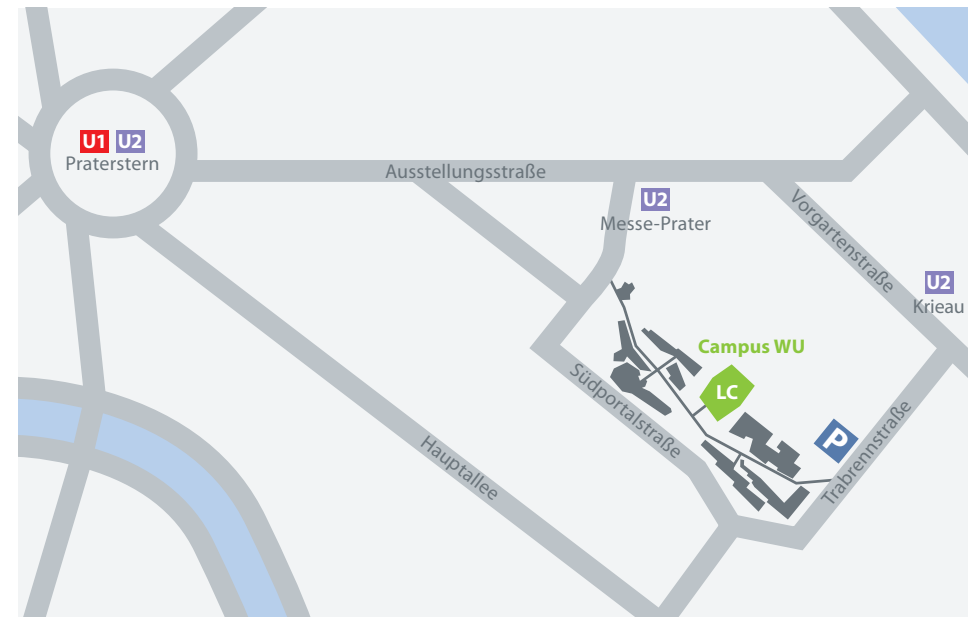 U1 U2
Praterstern
Ausstellungsstraße
U2
Messe-Prater
Vorgartenstraße
U2
Krieau
Campus WU
LC
Südportalstraße
P
Trabrennstraße
Hauptallee